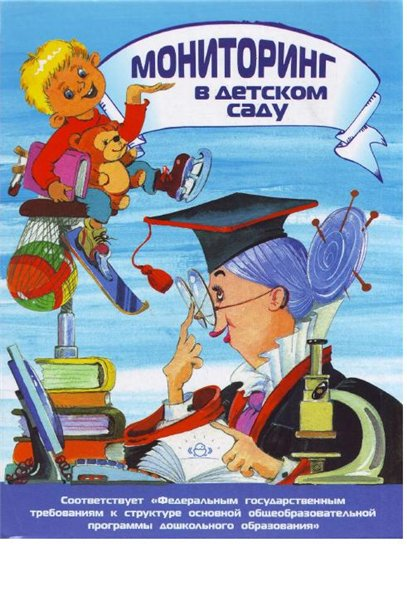 Мониторинг
в детском
саду
Соответствует «Федеральным государственным
требованиям к структуре основной общеобразовательной
программы дошкольного образования»